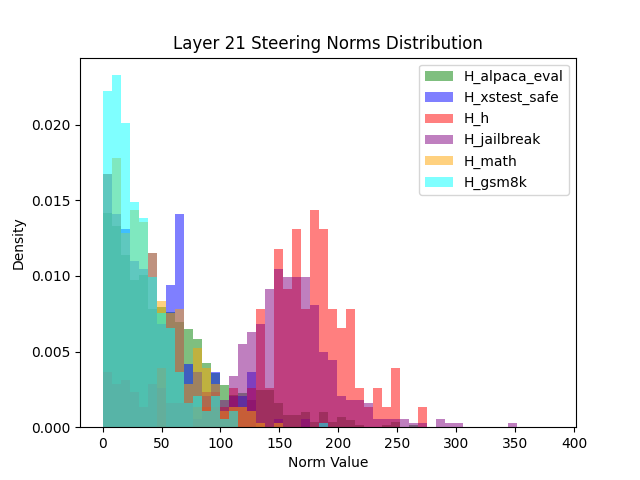 Layer 21 Steering Norms Distribution
H_alpaca_eval
H_xstest_safe
H_h
H_jailbreak
H_math
H_gsm8k
Density
0.020
0.015
0.010
0.005
0.000
0
50
100
150
200
250
300
350
400
Norm Value